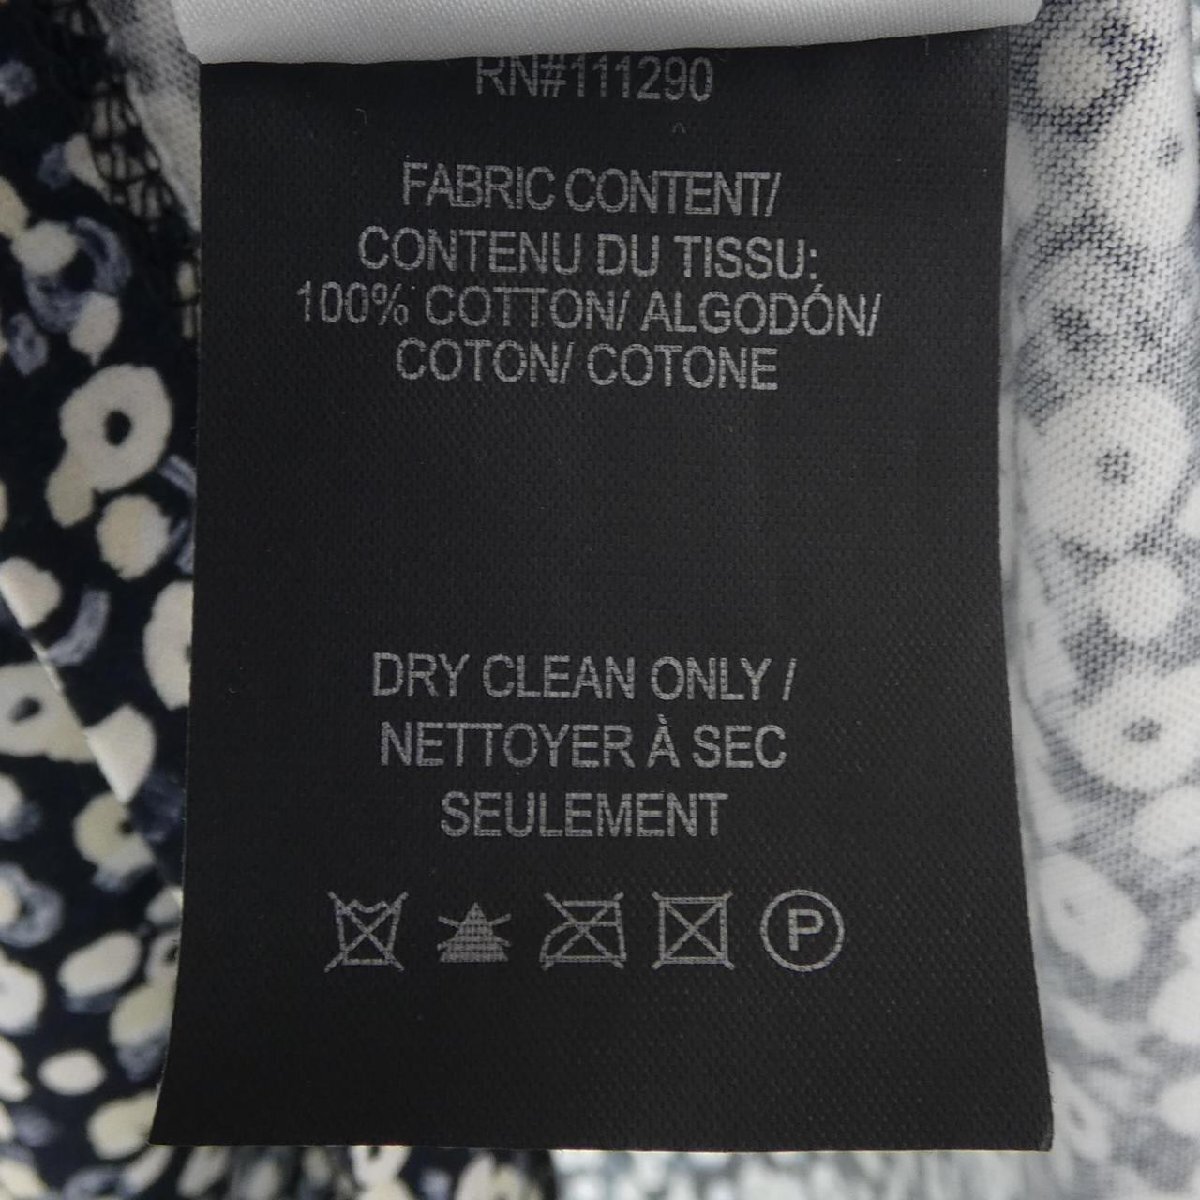 RN#111290
FABRIC CONTENT/
CONTENU DU TISSU:
100% COTTON/ ALGODÓN/
COTON/ COTONE
DRY CLEAN ONLY /
NETTOYER À SEC
SEULEMENT
P